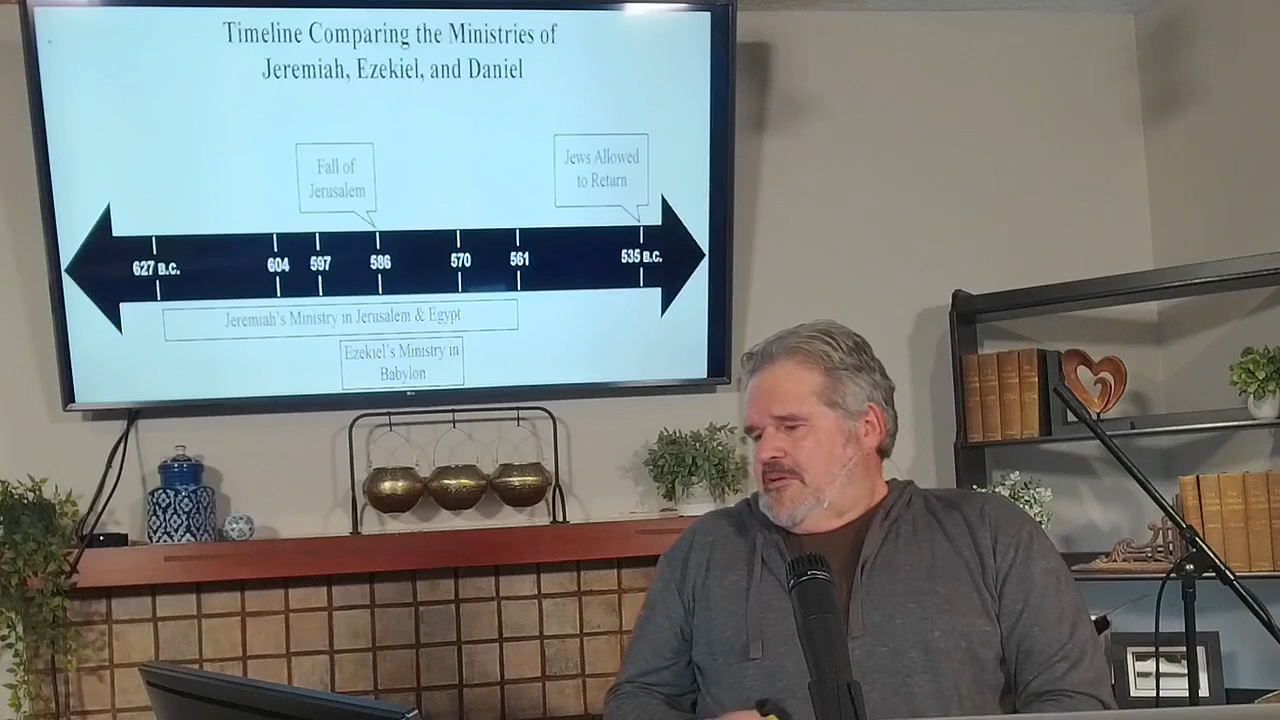 Timeline Comparing the Ministries of
Jeremiah, Ezekiel, and Daniel
Fall of
Jerusalem
Jews Allowed
to Return
627 B.C.
604
597
586
570
561
535 B.C.
Jeremiah's Ministry in Jerusalem & Egypt
Ezekiel's Ministry in
Babylon